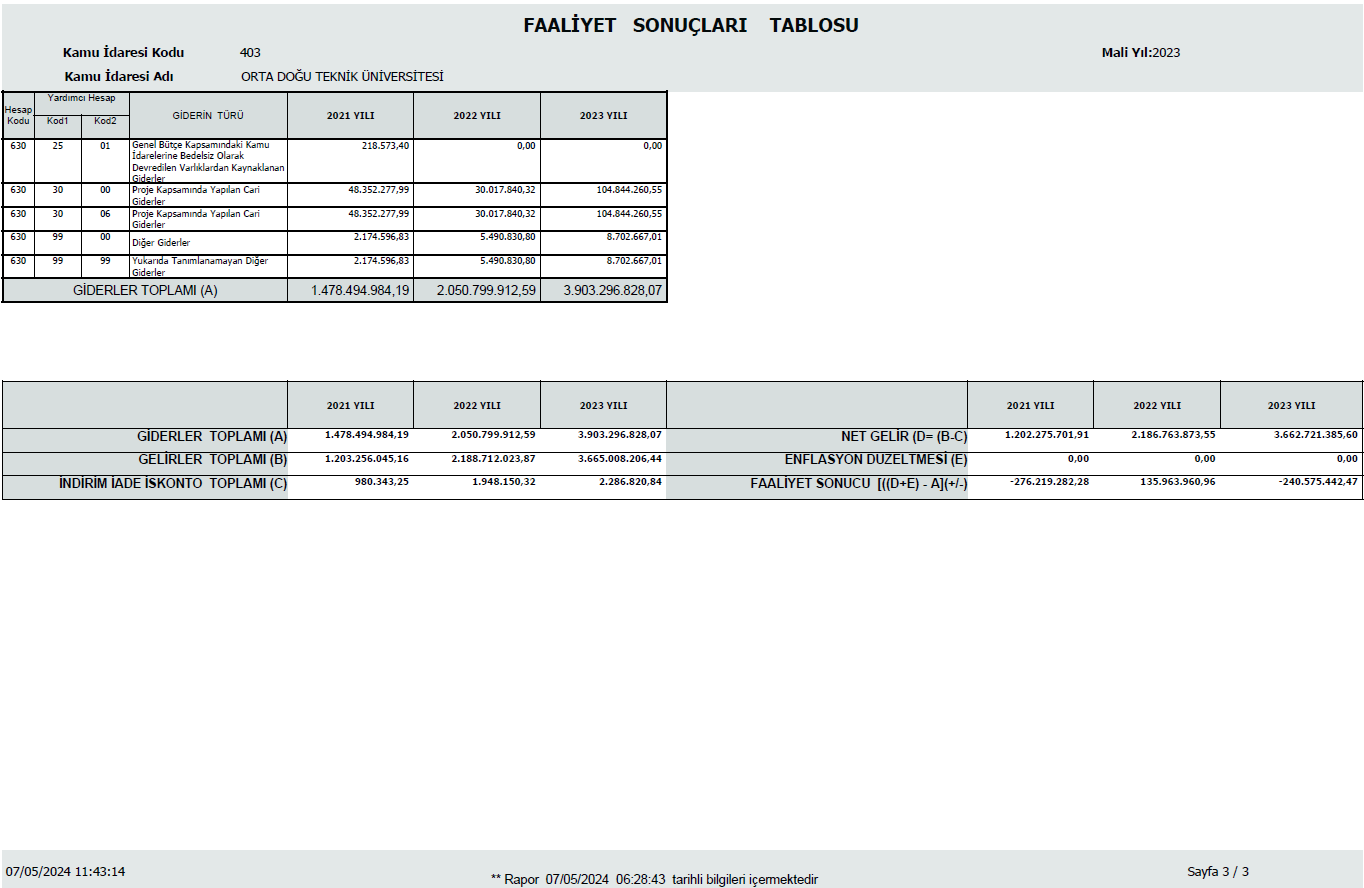 FAALİYET SONUÇLARI TABLOSU
Kamu İdaresi Kodu 403 Mali Yıl:2023
Kamu İdaresi Adı ORTA DOĞU TEKNİK ÜNİVERSİTESİ
Hesap Kodu Yardımcı Hesap Kod1 Kod2 GİDERİN TÜRÜ 2021 YILI 2022 YILI 2023 YILI
630 25 01 Genel Bütçe Kapsamındaki Kamu 218.573,40 0,00 0,00
İdarelerine Bedelsiz Olarak
Devredilen Varlıklardan Kaynaklanan
Giderler
630 30 00 Proje Kapsamında Yapılan Cari 48.352.277,99 30.017.840,32 104.844.260,55
Giderler
630 30 06 Proje Kapsamında Yapılan Cari 48.352.277,99 30.017.840,32 104.844.260,55
Giderler
630 99 00 Diğer Giderler 2.174.596,83 5.490.830,80 8.702.667,01
630 99 99 Yukarıda Tanımlanamayan Diğer 2.174.596,83 5.490.830,80 8.702.667,01
Giderler
GİDERLER TOPLAMI (A) 1.478.494.984,19 2.050.799.912,59 3.903.296.828,07
2021 YILI 2022 YILI 2023 YILI 2021 YILI 2022 YILI 2023 YILI
GİDERLER TOPLAMI (A) 1.478.494.984,19 2.050.799.912,59 3.903.296.828,07 NET GELİR (D= (B-C) 1.202.275.701,91 2.186.763.873,55 3.662.721.385,60
GELİRLER TOPLAMI (B) 1.203.256.045,16 2.188.712.023,87 3.665.008.206,44 ENFLASYON DÜZELTMESİ (E) 0,00 0,00 0,00
İNDİRİM İADE İSKONTO TOPLAMI (C) 980.343,25 1.948.150,32 2.286.820,84 FAALİYET SONUCU [((D+E) - A](+/-) -276.219.282,28 135.963.960,96 -240.575.442,47
07/05/2024 11:43:14 Sayfa 3 / 3
** Rapor 07/05/2024 06:28:43 tarihli bilgileri içermektedir